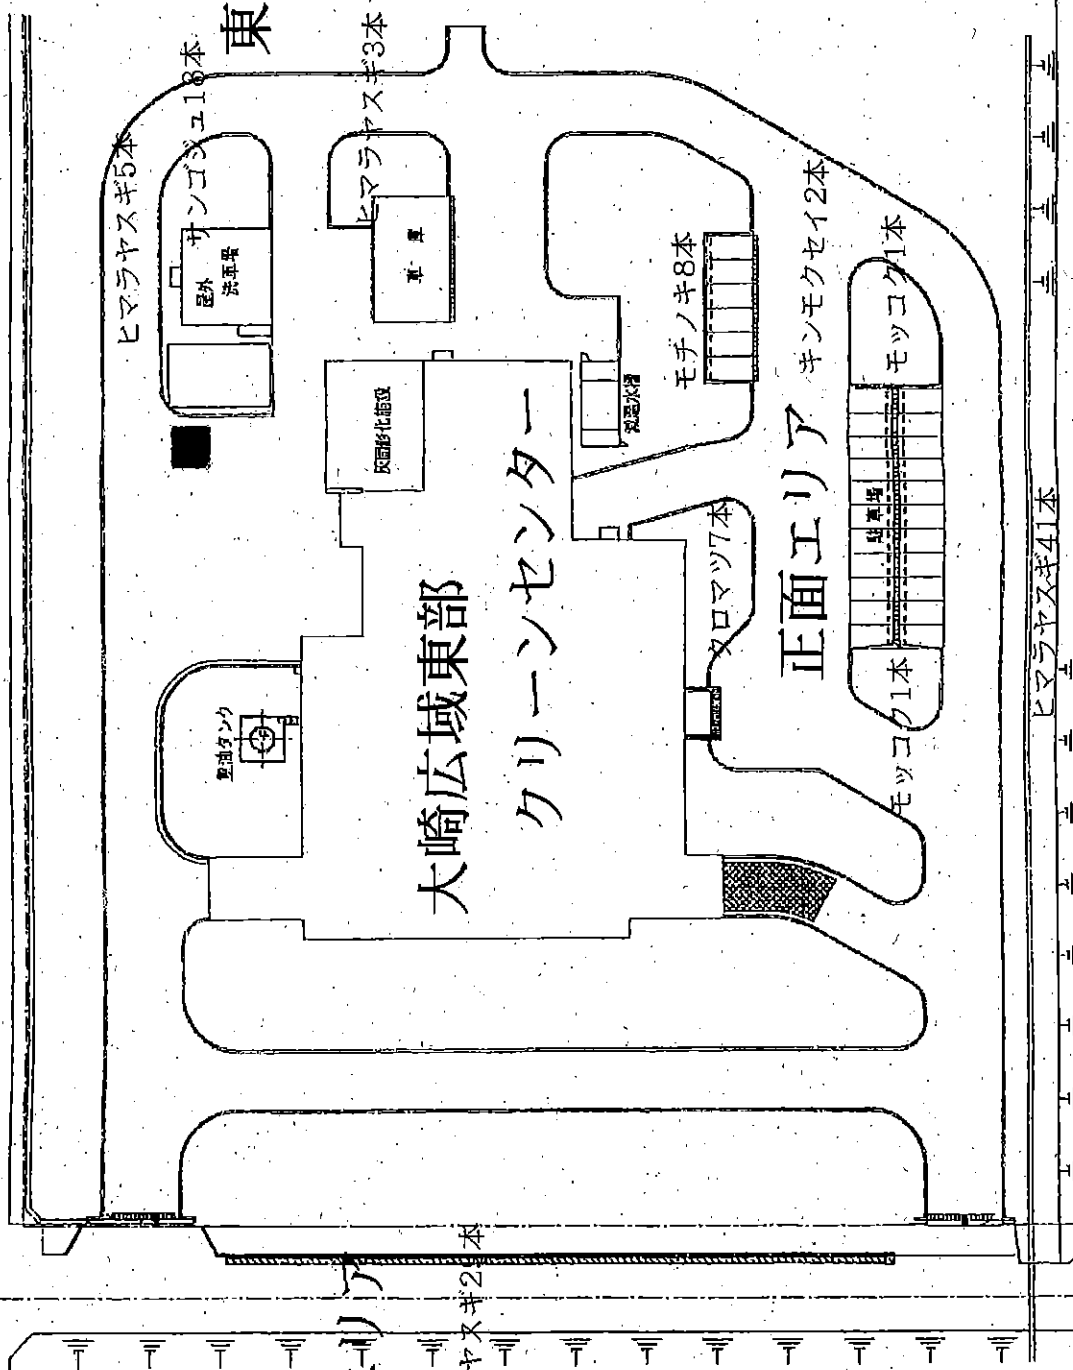 東
ヒマラヤスギ5本
サンゴジュ18本
ヒマラヤスギ3本
屋外
洗車場
車庫
灰固形化施設
重油タンク
大崎広域東部
クリーンセンター
モチノキ8本
クロマツ7本
キンモクセイ2本
正面エリア
モッコク1本
駐車場
モッコク1本
ヒマラヤスギ41本
リア
ヤスギ2
本